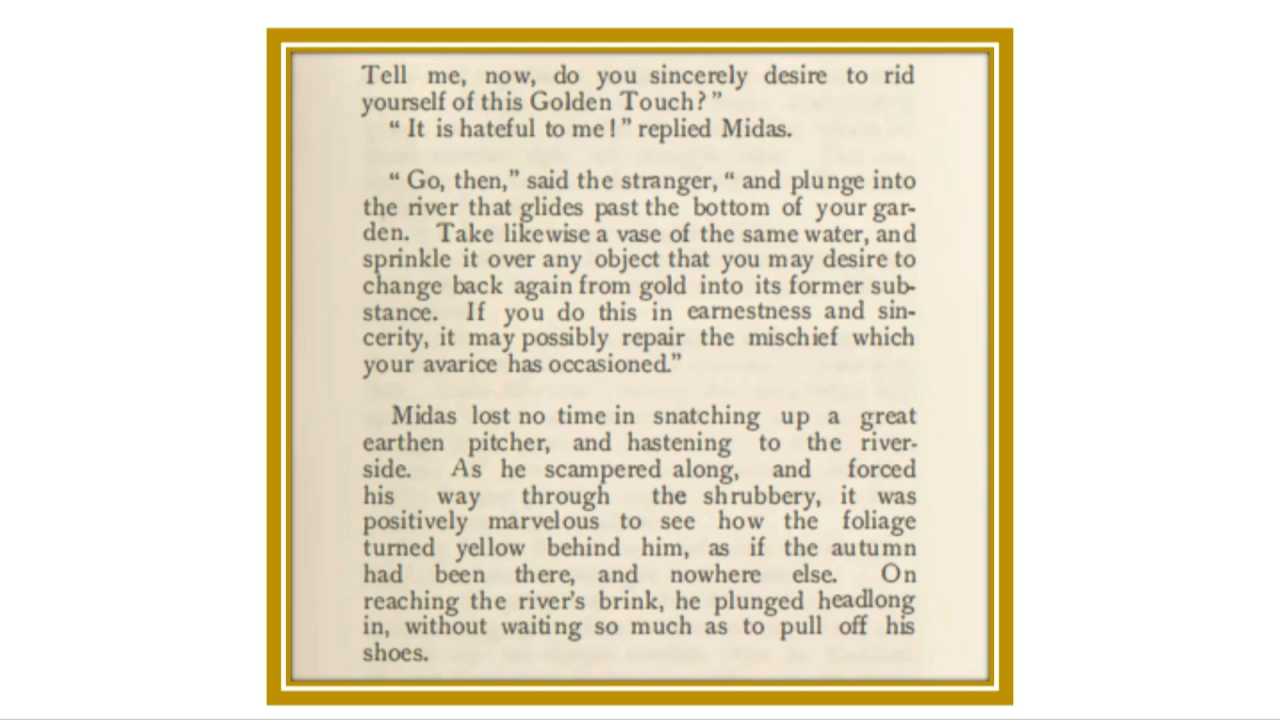 Tell me, now, do you sincerely desire to rid
yourself of this Golden Touch?”
“ It is hateful to me!” replied Midas.
“ Go, then,” said the stranger, “ and plunge into
the river that glides past the bottom of your gar-
den. Take likewise a vase of the same water, and
sprinkle it over any object that you may desire to
change back again from gold into its former sub-
stance. If you do this in earnestness and sin-
cerity, it may possibly repair the mischief which
your avarice has occasioned.”
Midas lost no time in snatching up a great
earthen pitcher, and hastening to the river-
side. As he scampered along, and forced
his way through the shrubbery, it was
positively marvelous to see how the foliage
turned yellow behind him, as if the autumn
had been there, and nowhere else. On
reaching the river’s brink, he plunged headlong
in, without waiting so much as to pull off his
shoes.